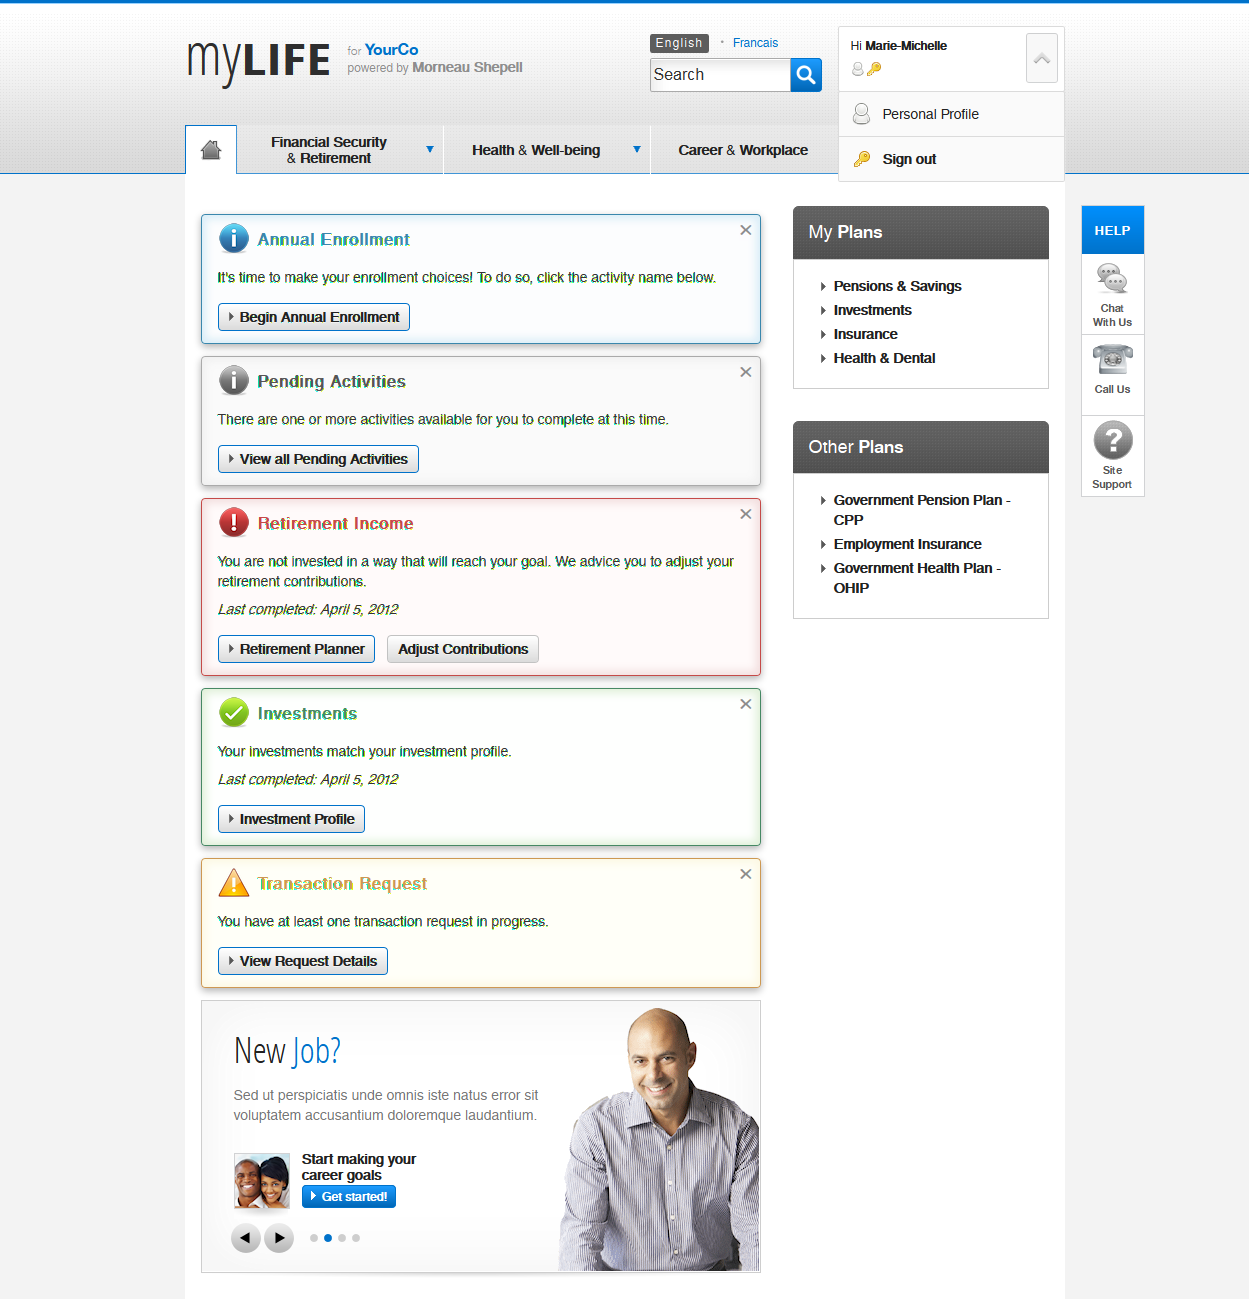 myLIFE for YourCo
powered by Morneau Shepell
English · Francais
Search
Hi Marie-Michelle
Personal Profile
Sign out
Financial Security
& Retirement
Health & Well-being
Career & Workplace
Annual Enrollment
It's time to make your enrollment choices! To do so, click the activity name below.
Begin Annual Enrollment
Pending Activities
There are one or more activities available for you to complete at this time.
View all Pending Activities
Retirement Income
You are not invested in a way that will reach your goal. We advice you to adjust your
retirement contributions.
Last completed: April 5, 2012
Retirement Planner
Adjust Contributions
Investments
Your investments match your investment profile.
Last completed: April 5, 2012
Investment Profile
Transaction Request
You have at least one transaction request in progress.
View Request Details
New Job?
Sed ut perspiciatis unde omnis iste natus error sit
voluptatem accusantium doloremque laudantium.
Start making your
career goals
Get started!
My Plans
Pensions & Savings
Investments
Insurance
Health & Dental
Other Plans
Government Pension Plan -
CPP
Employment Insurance
Government Health Plan -
OHIP
HELP
Chat
With Us
Call Us
Site
Support